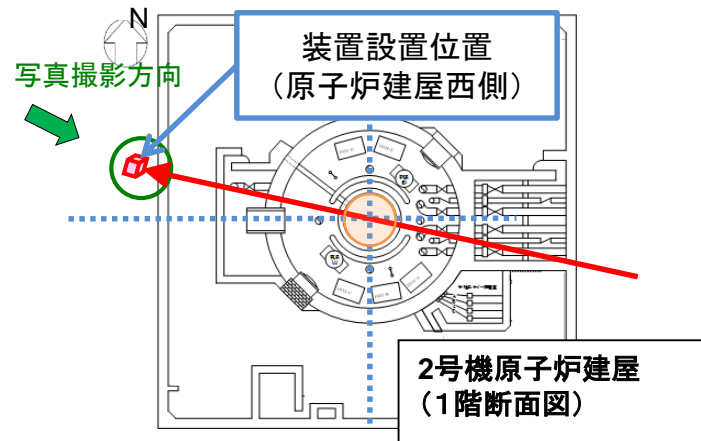 N
装置設置位置
（原子炉建屋西側）
写真撮影方向
2号機原子炉建屋
（1階断面図）